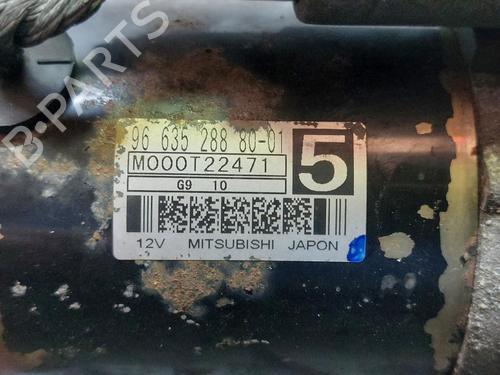 B-PARTS
96 635 288 80-01
M000T22471
5
G9 10
12V MITSUBISHI JAPON